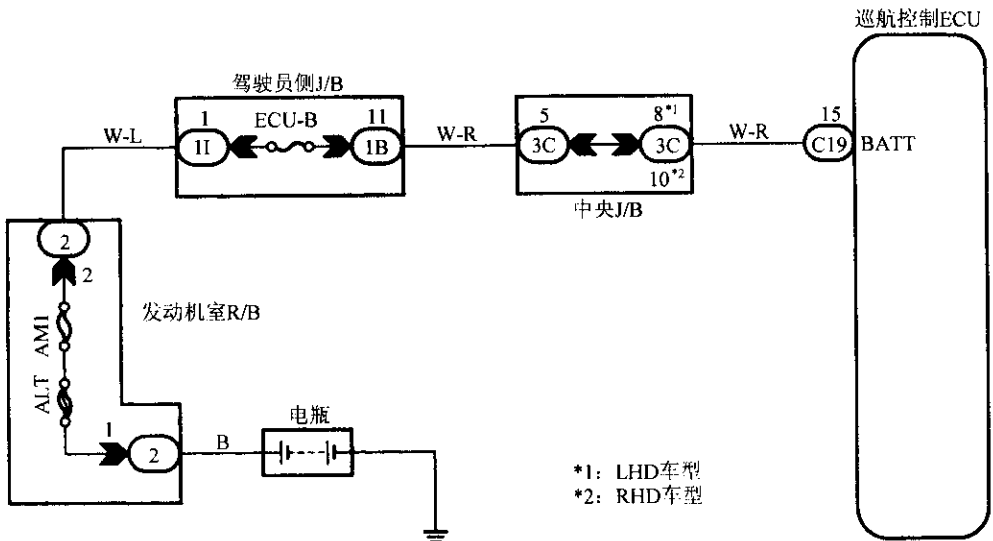 巡航控制ECU
驾驶员侧J/B
1 ECU-B 11
5 8*1
15
W-L
1I
1B
W-R
3C
3C
W-R
C19
BATT
10*2
中央J/B
2
2
发动机室R/B
AM1
ALT
1
2
B
电瓶
*1: LHD车型
*2: RHD车型